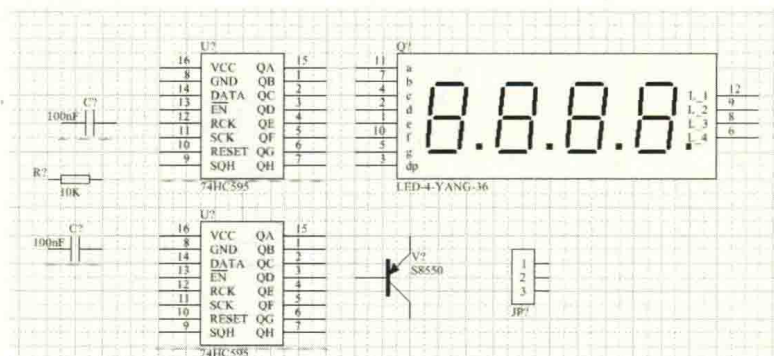 U?
16 VCC QA 15
8 GND QB 1
14 DATA QC 2
13 EN QD 3
12 RCK QE 4
11 SCK QF 5
10 RESET QG 6
9 SQH QH 7
74HC595
Q?
11 a
7 b
4 c
2 d
1 e
10 f
5 g
3 dp
8.8.8.8.
L_1 12
L_2 9
L_3 8
L_4 6
LED-4-YANG-36
C?
100nF
R?
10K
C?
100nF
U?
16 VCC QA 15
8 GND QB 1
14 DATA QC 2
13 EN QD 3
12 RCK QE 4
11 SCK QF 5
10 RESET QG 6
9 SQH QH 7
74HC595
V?
S8550
1
2
3
JP?